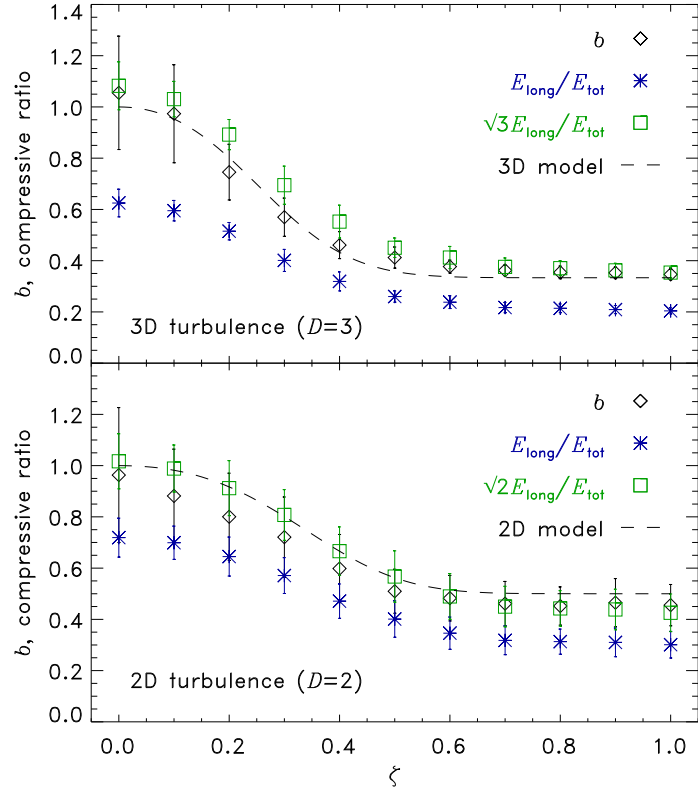 1.4
1.2
1.0
0.8
0.6
0.4
0.2
0.0
b, compressive ratio
b
E_long/E_tot
√3E_long/E_tot
3D model
3D turbulence (D=3)
1.2
1.0
0.8
0.6
0.4
0.2
0.0
b, compressive ratio
b
E_long/E_tot
√2E_long/E_tot
2D model
2D turbulence (D=2)
0.0 0.2 0.4 0.6 0.8 1.0
ζ